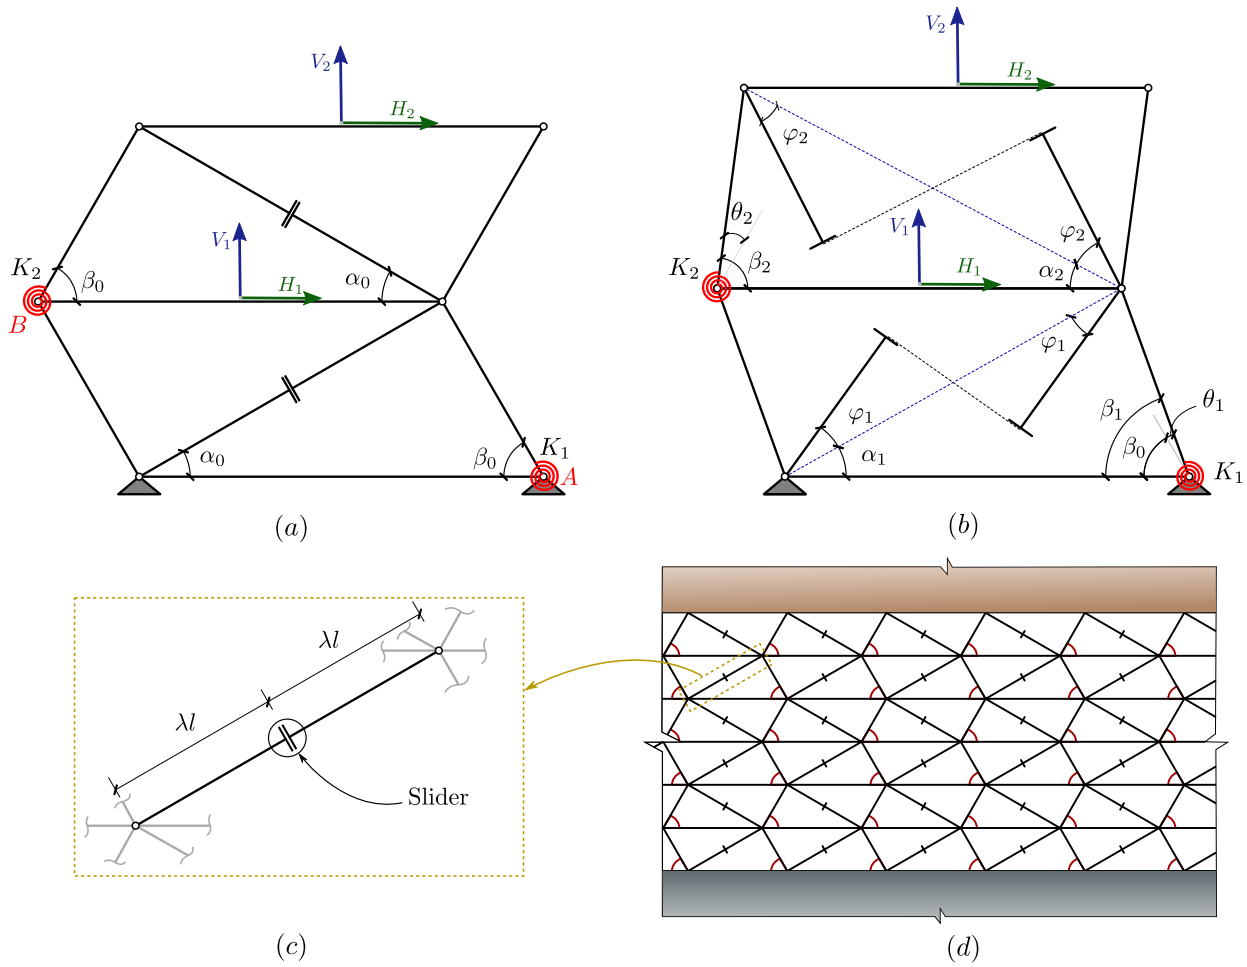 V₂
H₂
K₂
β₀
V₁
H₁
α₀
B
α₀
β₀
K₁
A
(a)
V₂
H₂
φ₂
θ₂
K₂
β₂
V₁
H₁
φ₂
α₂
φ₁
φ₁
α₁
β₁
β₀
θ₁
K₁
(b)
λl
λl
Slider
(c)
(d)